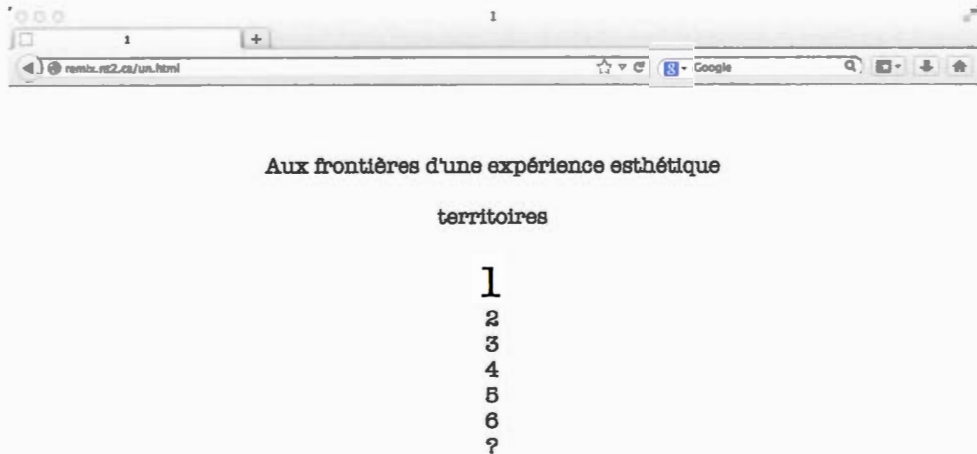 1
1
+
remix.nt2.ca/un.html
Google
Aux frontières d'une expérience esthétique
territoires
1
2
3
4
5
6
?